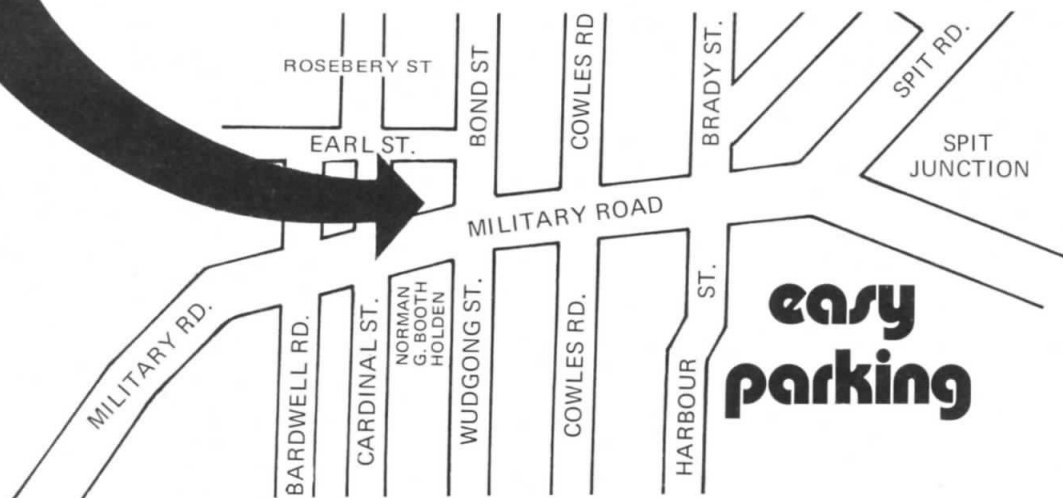 ROSEBERY ST
EARL ST.
BOND ST
COWLES RD
BRADY ST.
SPIT RD.
SPIT
JUNCTION
MILITARY ROAD
MILITARY RD.
BARDWELL RD.
CARDINAL ST.
NORMAN
G. BOOTH
HOLDEN
WUDGONG ST.
COWLES RD.
HARBOUR
ST.
easy
parking